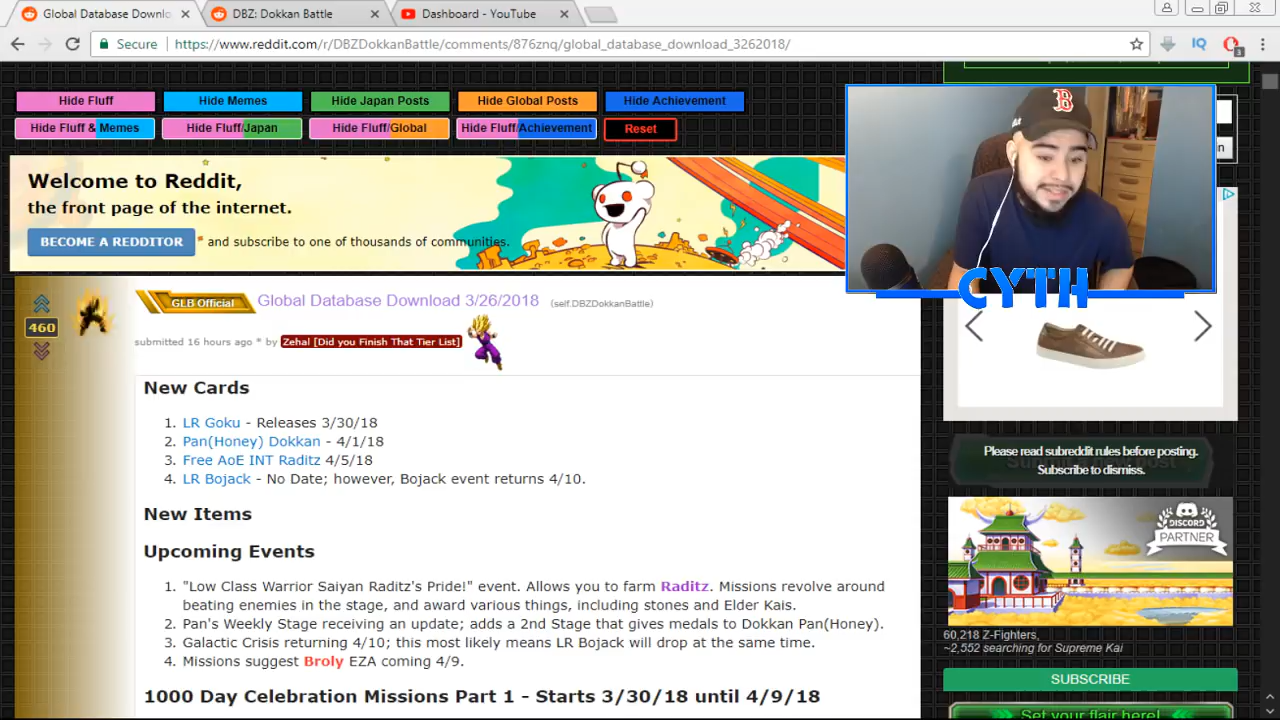 Global Database Downlo
DBZ: Dokkan Battle
Dashboard - YouTube
Secure
https://www.reddit.com/r/DBZDokkanBattle/comments/876znq/global_database_download_3262018/
IQ
Hide Fluff
Hide Memes
Hide Japan Posts
Hide Global Posts
Hide Achievement
Hide Fluff & Memes
Hide Fluff/Japan
Hide Fluff/Global
Hide Fluff/Achievement
Reset
Welcome to Reddit,
the front page of the internet.
BECOME A REDDITOR
and subscribe to one of thousands of communities.
B
CYTH
460
GLB Official
Global Database Download 3/26/2018 (self.DBZDokkanBattle)
submitted 16 hours ago * by Zehal [Did you Finish That Tier List]
New Cards
1. LR Goku - Releases 3/30/18
2. Pan(Honey) Dokkan - 4/1/18
3. Free AoE INT Raditz 4/5/18
4. LR Bojack - No Date; however, Bojack event returns 4/10.
New Items
Upcoming Events
1. "Low Class Warrior Saiyan Raditz's Pride!" event. Allows you to farm Raditz. Missions revolve around
beating enemies in the stage, and award various things, including stones and Elder Kais.
2. Pan's Weekly Stage receiving an update; adds a 2nd Stage that gives medals to Dokkan Pan(Honey).
3. Galactic Crisis returning 4/10; this most likely means LR Bojack will drop at the same time.
4. Missions suggest Broly EZA coming 4/9.
1000 Day Celebration Missions Part 1 - Starts 3/30/18 until 4/9/18
Please read subreddit rules before posting.
Subscribe to dismiss.
DISCORD
PARTNER
60,218 Z-Fighters,
~2,552 searching for Supreme Kai
SUBSCRIBE
Set your flair here!